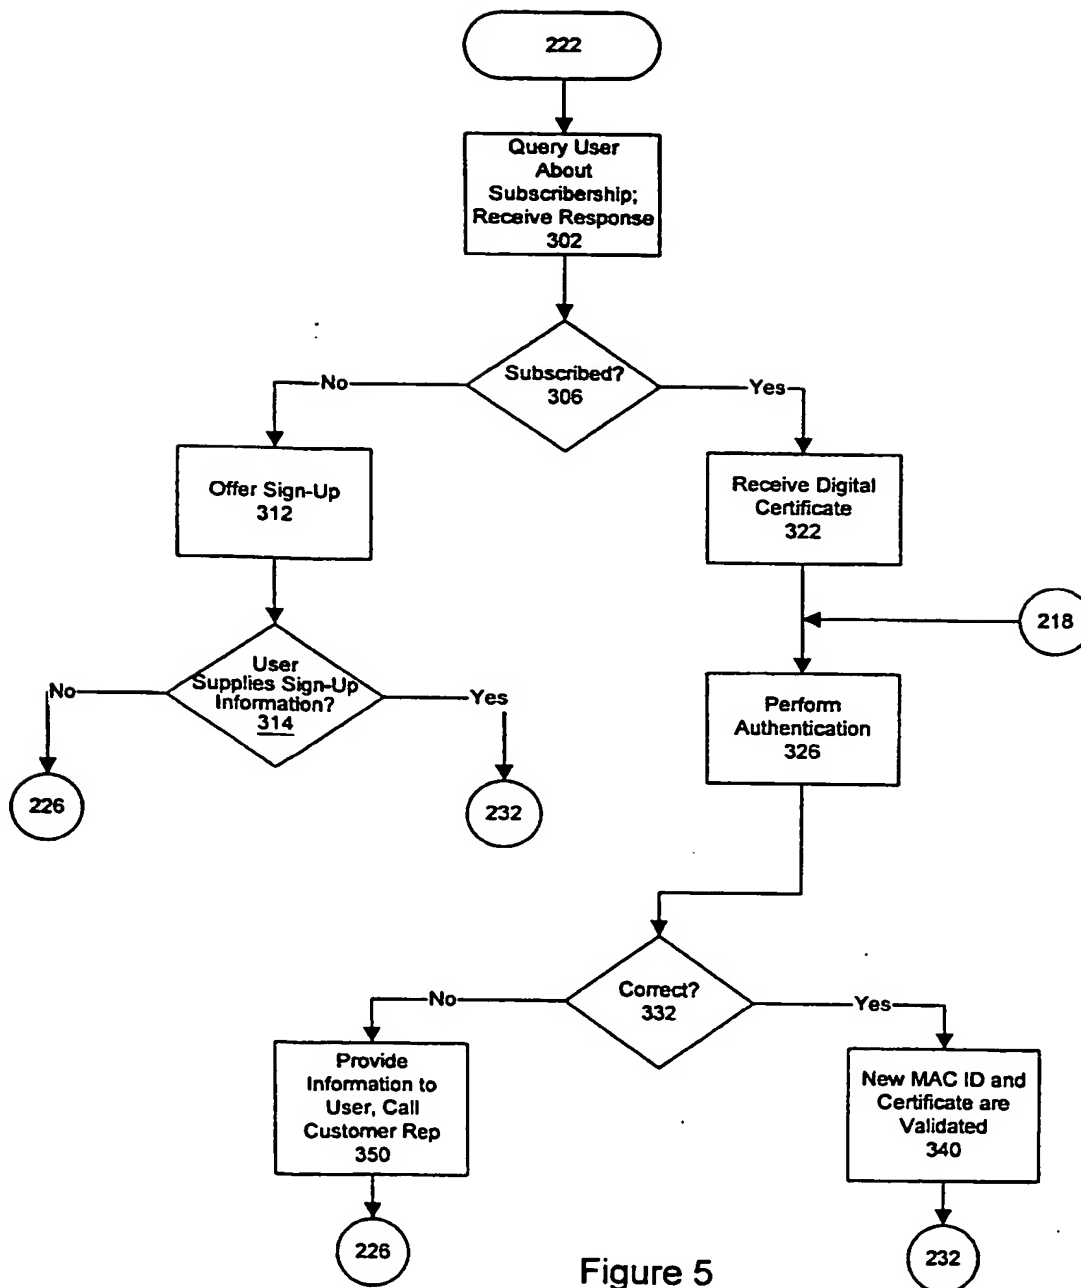 222
Query User
About
Subscribership;
Receive Response
302
Subscribed?
306
No
Yes
Offer Sign-Up
312
Receive Digital
Certificate
322
218
User
Supplies Sign-Up
Information?
314
No
Yes
Perform
Authentication
326
226
232
Correct?
332
No
Yes
Provide
Information to
User, Call
Customer Rep
350
New MAC ID and
Certificate are
Validated
340
226
232
Figure 5